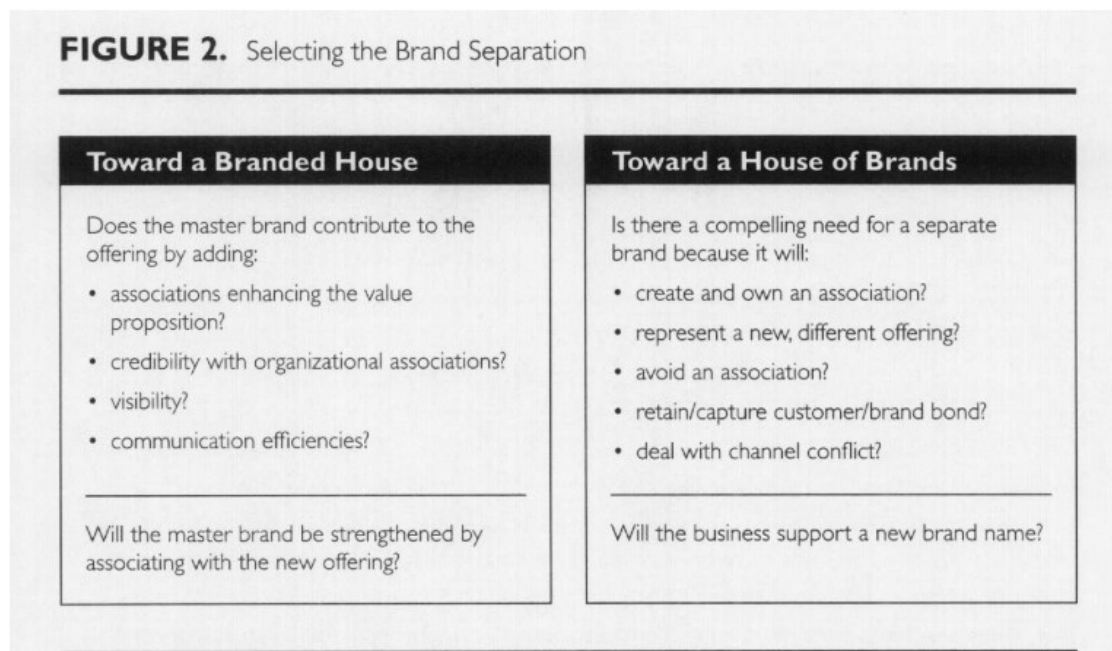 FIGURE 2. Selecting the Brand Separation
Toward a Branded House
Does the master brand contribute to the
offering by adding:
• associations enhancing the value
proposition?
• credibility with organizational associations?
• visibility?
• communication efficiencies?
Will the master brand be strengthened by
associating with the new offering?
Toward a House of Brands
Is there a compelling need for a separate
brand because it will:
• create and own an association?
• represent a new, different offering?
• avoid an association?
• retain/capture customer/brand bond?
• deal with channel conflict?
Will the business support a new brand name?